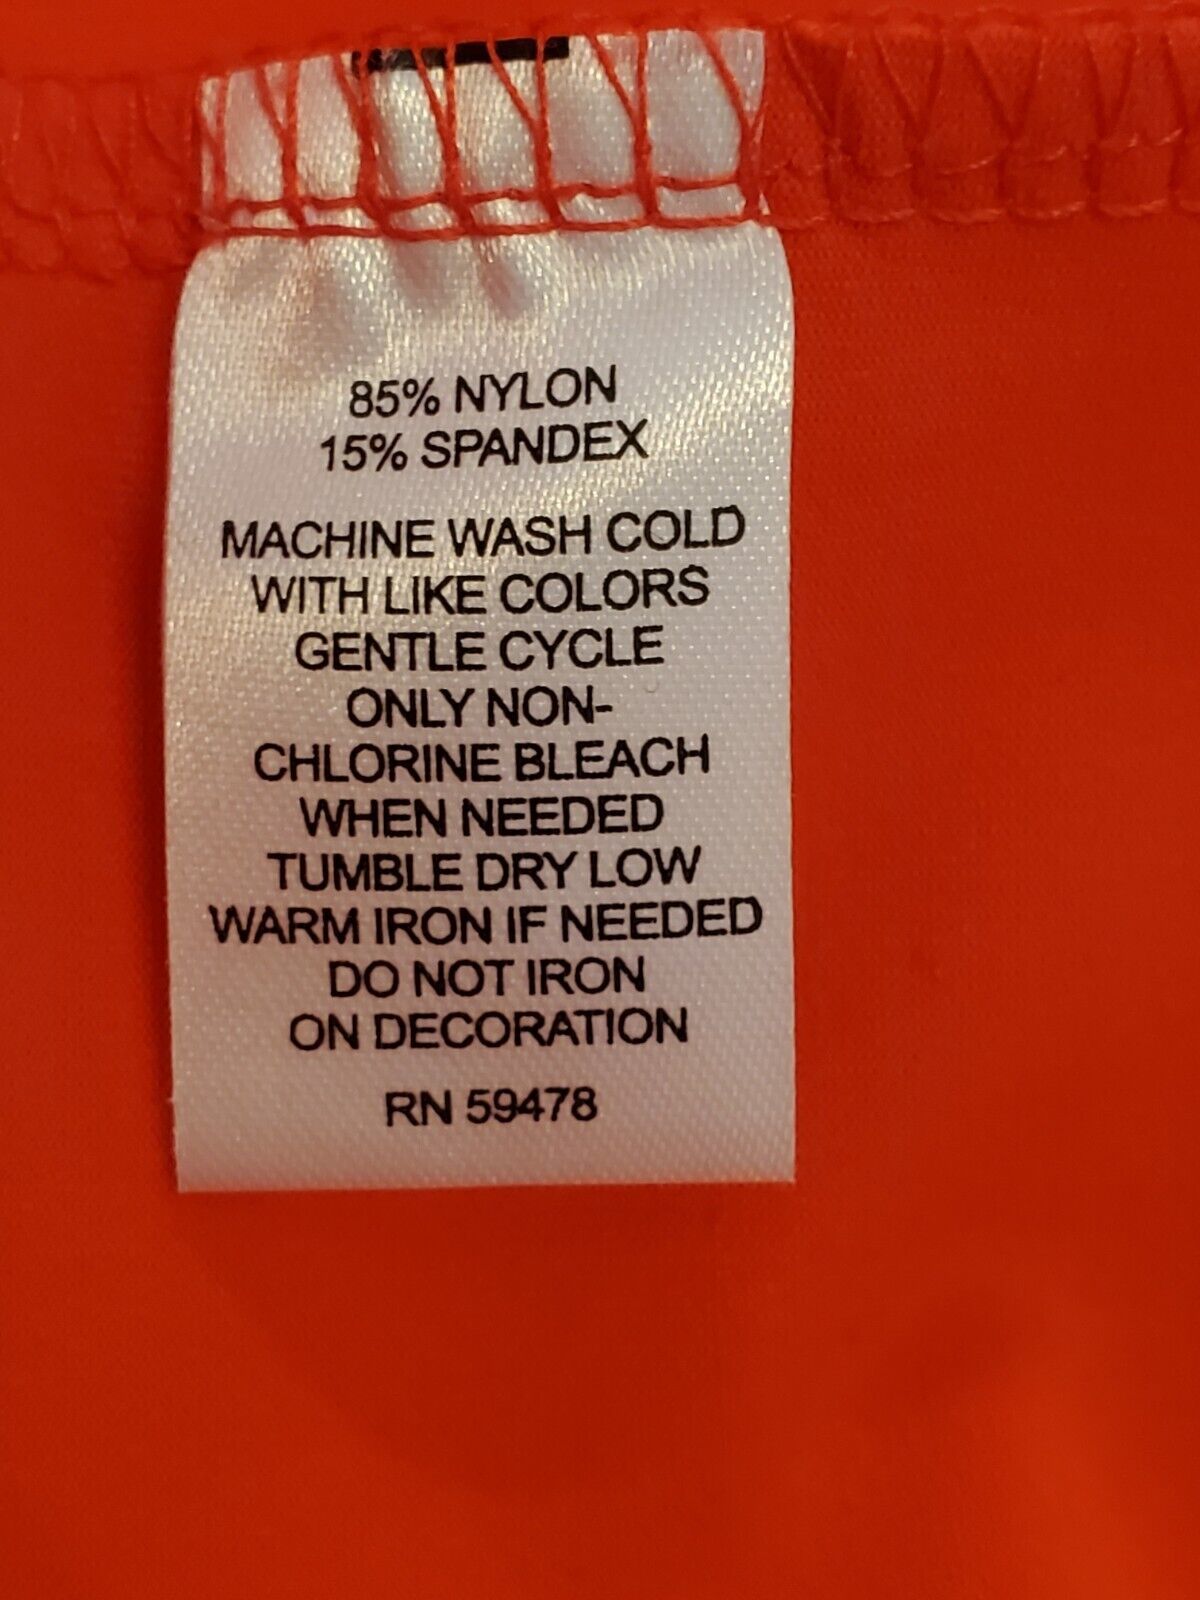 85% NYLON
15% SPANDEX
MACHINE WASH COLD
WITH LIKE COLORS
GENTLE CYCLE
ONLY NON-
CHLORINE BLEACH
WHEN NEEDED
TUMBLE DRY LOW
WARM IRON IF NEEDED
DO NOT IRON
ON DECORATION
RN 59478